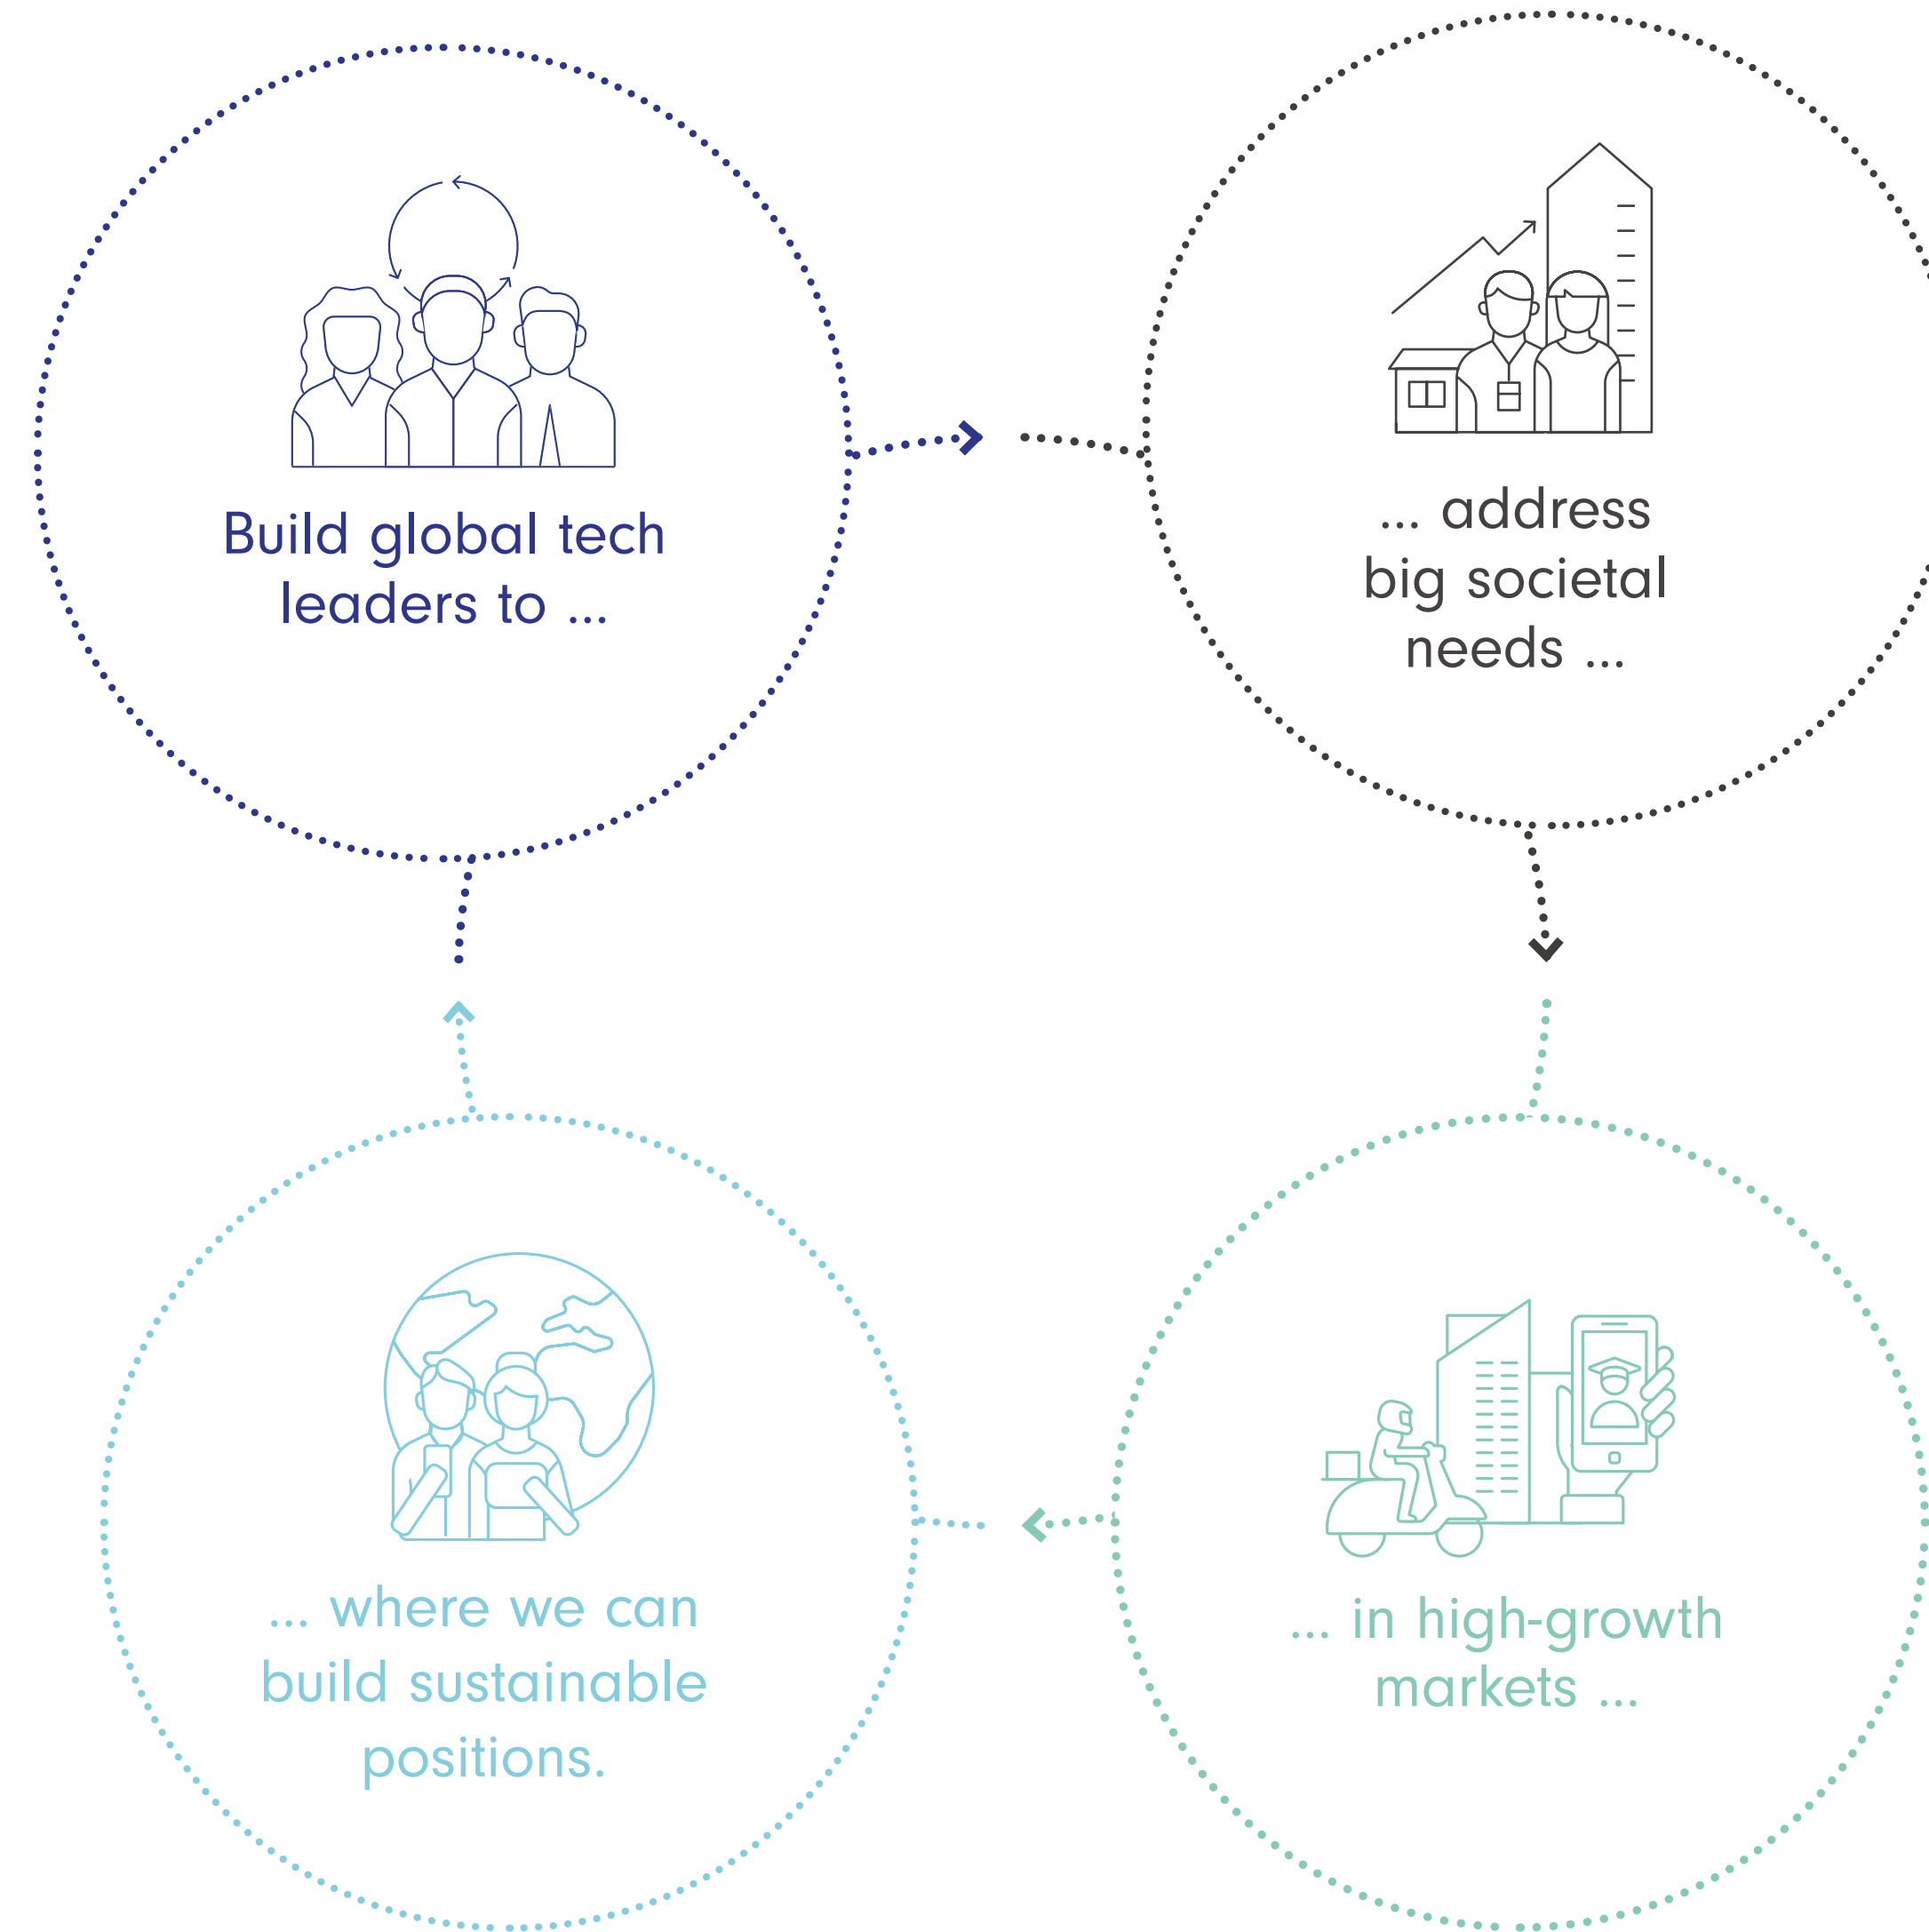 Build global tech
leaders to ...
... address
big societal
needs ...
... in high-growth
markets ...
... where we can
build sustainable
positions.